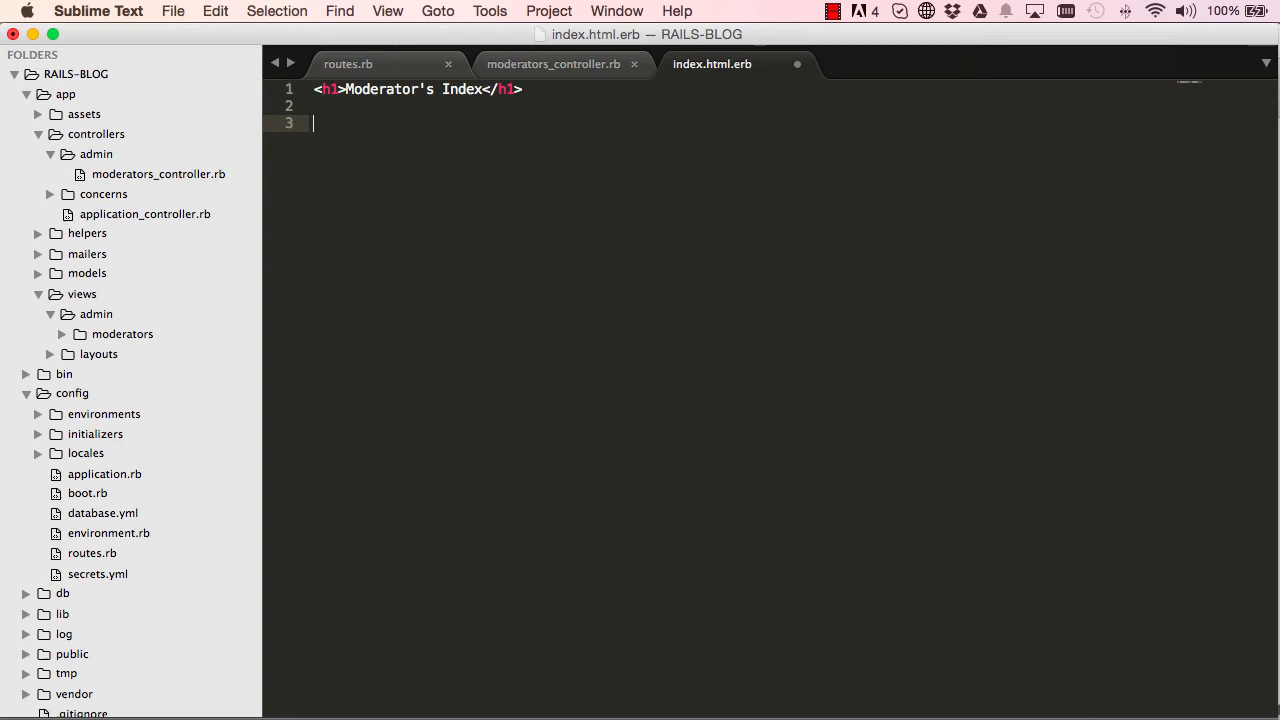 Sublime Text File Edit Selection Find View Goto Tools Project Window Help 4 100%
index.html.erb — RAILS-BLOG
FOLDERS
RAILS-BLOG
app
assets
controllers
admin
moderators_controller.rb
concerns
application_controller.rb
helpers
mailers
models
views
admin
moderators
layouts
bin
config
environments
initializers
locales
application.rb
boot.rb
database.yml
environment.rb
routes.rb
secrets.yml
db
lib
log
public
tmp
vendor
.gitignore
routes.rb moderators_controller.rb index.html.erb
1 <h1>Moderator's Index</h1>
2
3